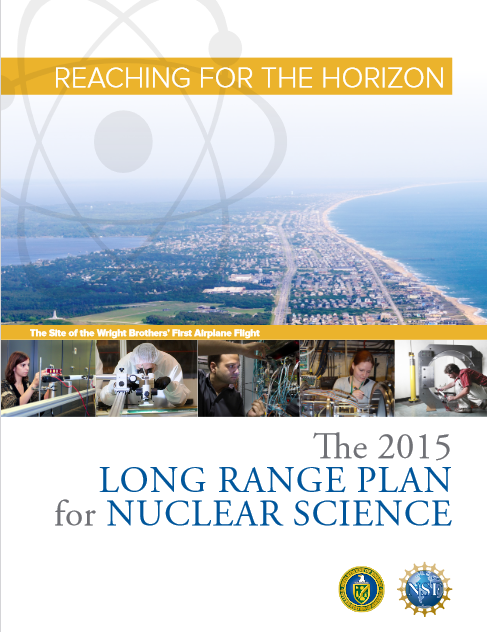 REACHING FOR THE HORIZON
The Site of the Wright Brothers' First Airplane Flight
The 2015
LONG RANGE PLAN
for NUCLEAR SCIENCE
NSF